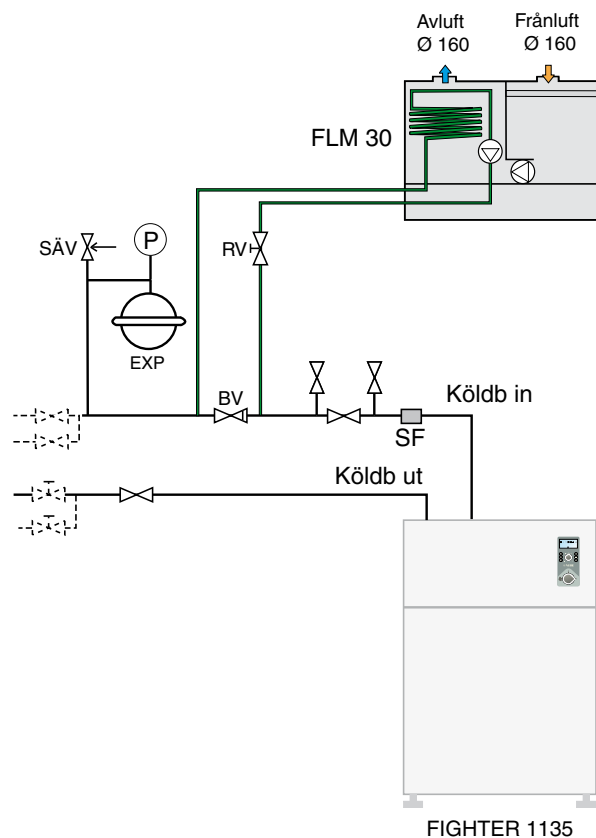 Avluft
Ø 160
Frånluft
Ø 160
FLM 30
SÄV
P
RV
EXP
BV
Köldb in
SF
Köldb ut
FIGHTER 1135